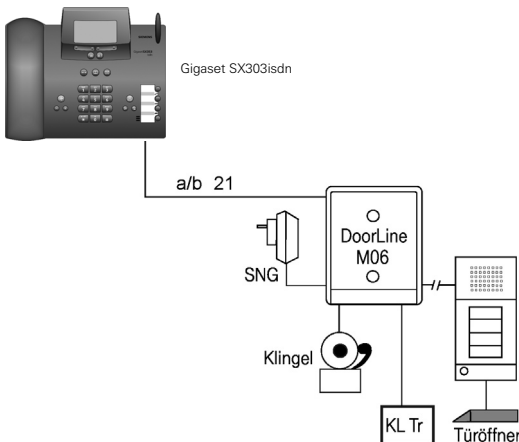 Gigaset SX303isdn
a/b 21
DoorLine
M06
SNG
Klingel
KL Tr
Türöffner